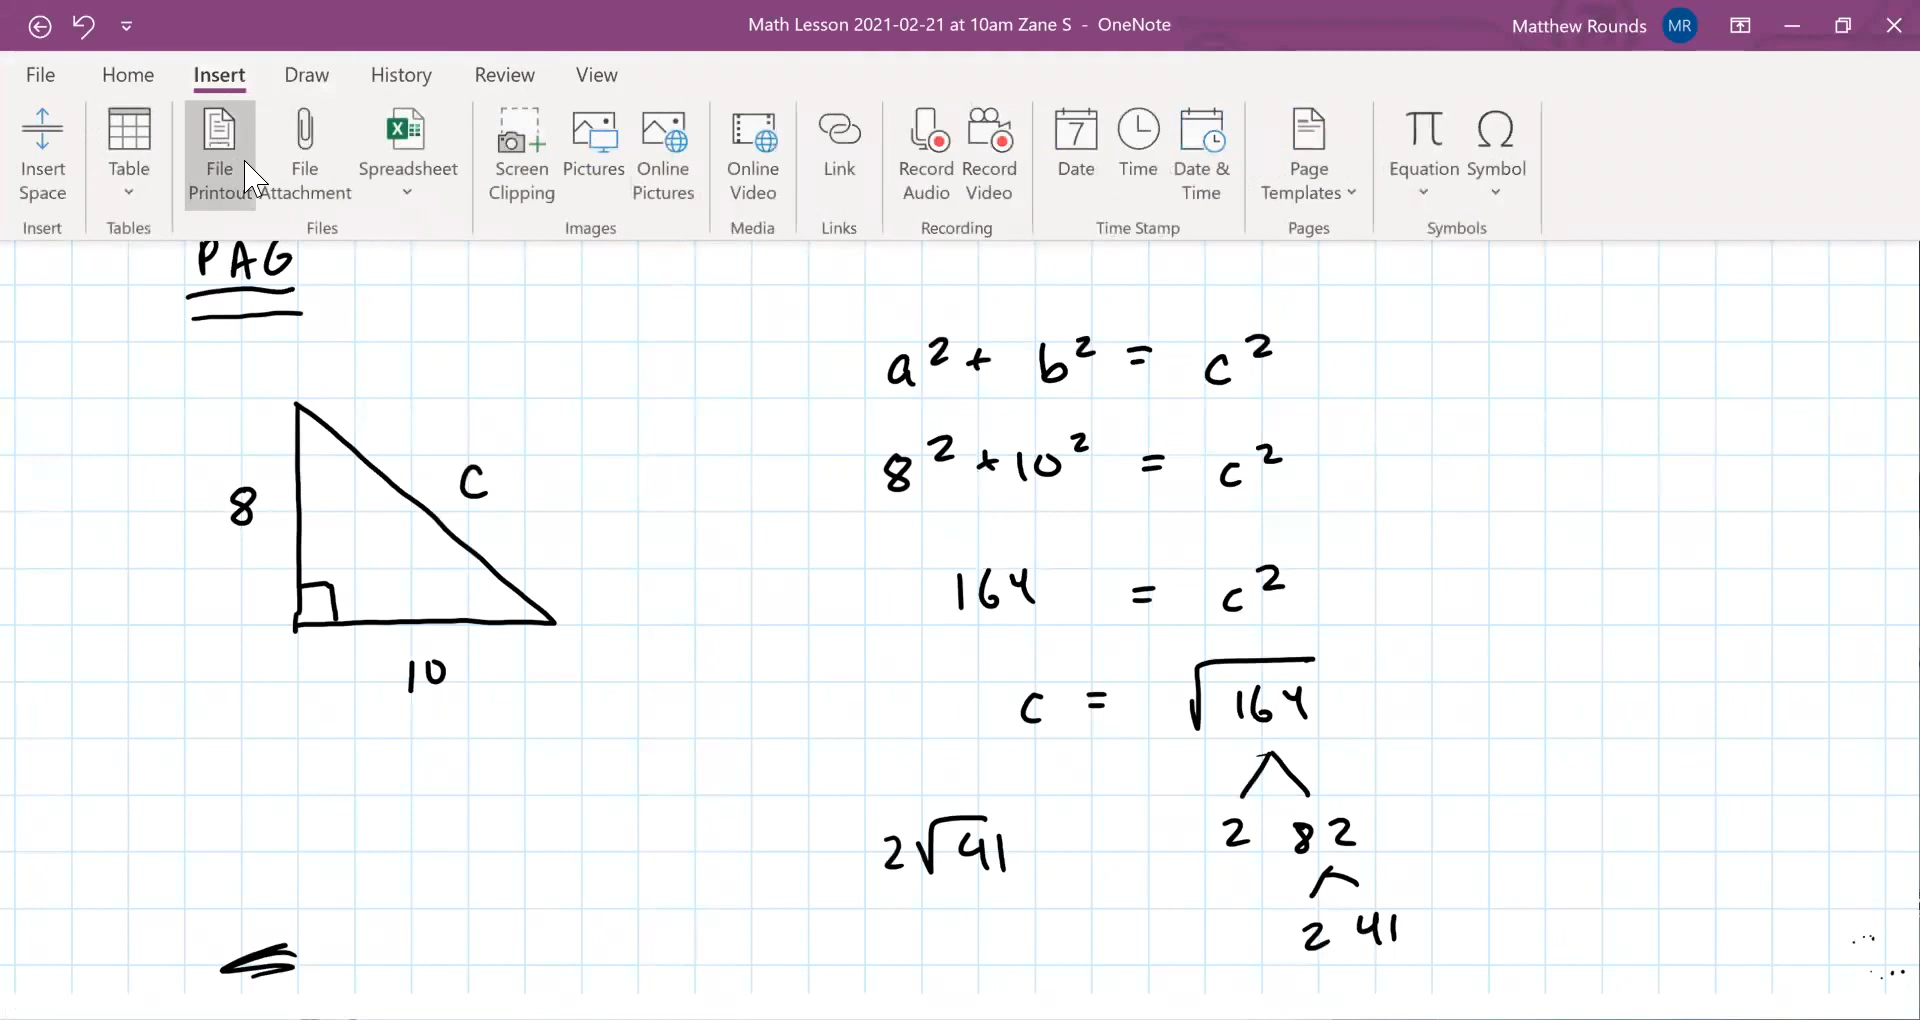 Math Lesson 2021-02-21 at 10am Zane S - OneNote
Matthew Rounds MR
File Home Insert Draw History Review View
Insert Space
Table
File Printout
File Attachment
Spreadsheet
Screen Clipping
Pictures
Online Pictures
Online Video
Link
Record Audio
Record Video
Date
Time
Date & Time
Page Templates
Equation
Symbol
Insert Tables Files Images Media Links Recording Time Stamp Pages Symbols
PAG
a² + b² = c²
8² + 10² = c²
164 = c²
c = √164
2 82
2 41
2√41
8
C
10